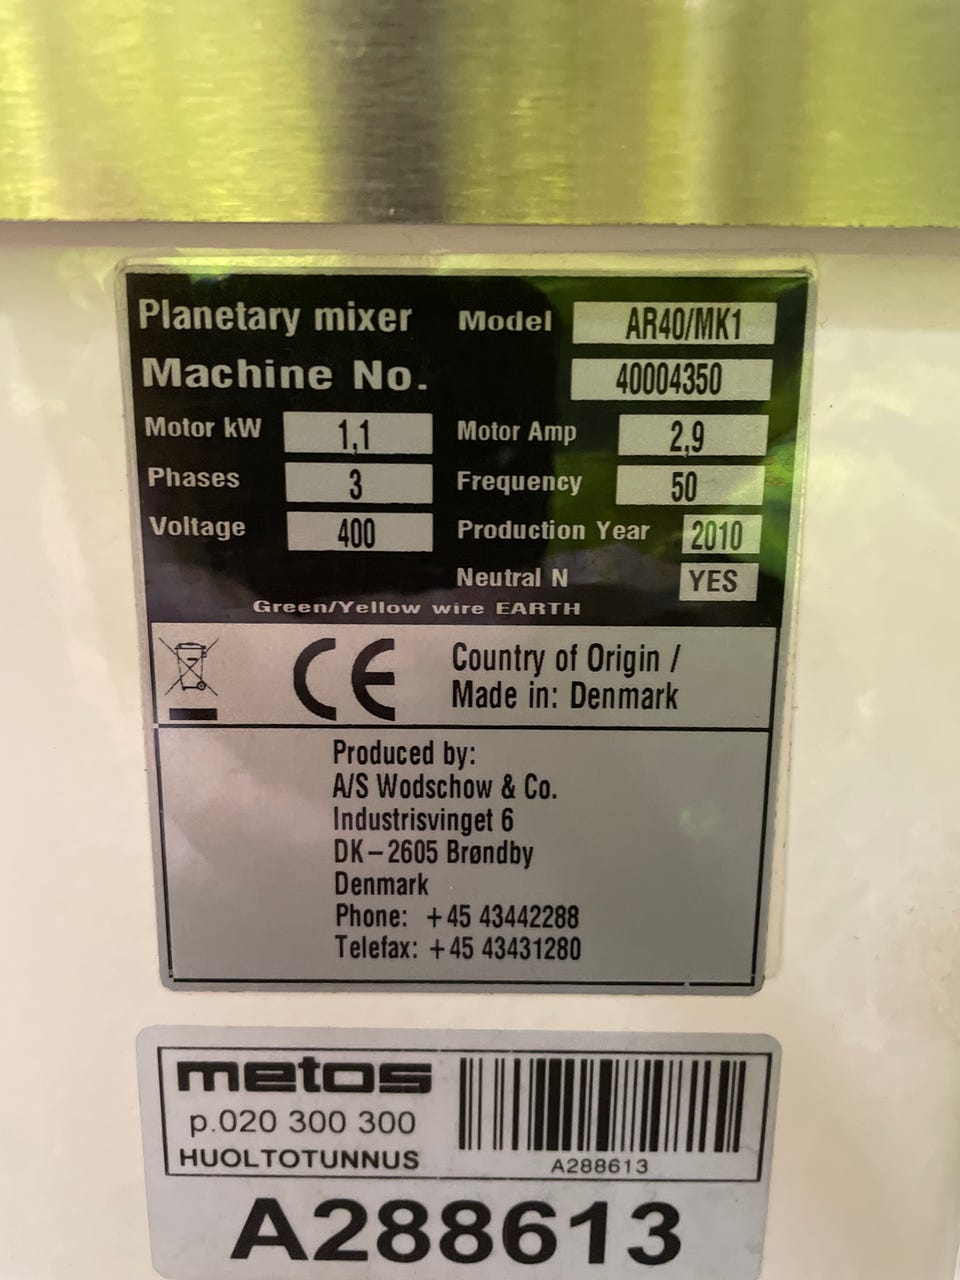 Planetary mixer Model AR40/MK1
Machine No. 40004350
Motor kW 1,1 Motor Amp 2,9
Phases 3 Frequency 50
Voltage 400 Production Year 2010
Neutral N YES
Green/Yellow wire EARTH
CE
Country of Origin /
Made in: Denmark
Produced by:
A/S Wodschow & Co.
Industrisvinget 6
DK–2605 Brøndby
Denmark
Phone: +45 43442288
Telefax: +45 43431280
metos
p.020 300 300
HUOLTOTUNNUS
A288613
A288613